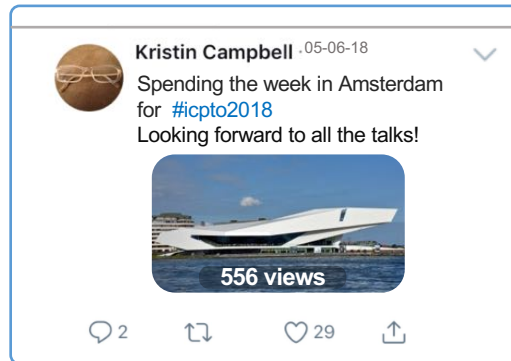 Kristin Campbell .05-06-18
Spending the week in Amsterdam
for #icpto2018
Looking forward to all the talks!
556 views
2
29